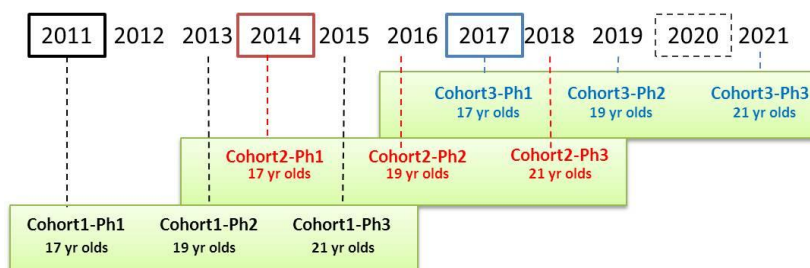 2011 2012 2013 2014 2015 2016 2017 2018 2019 2020 2021
Cohort3-Ph1 Cohort3-Ph2 Cohort3-Ph3
17 yr olds 19 yr olds 21 yr olds
Cohort2-Ph1 Cohort2-Ph2 Cohort2-Ph3
17 yr olds 19 yr olds 21 yr olds
Cohort1-Ph1 Cohort1-Ph2 Cohort1-Ph3
17 yr olds 19 yr olds 21 yr olds